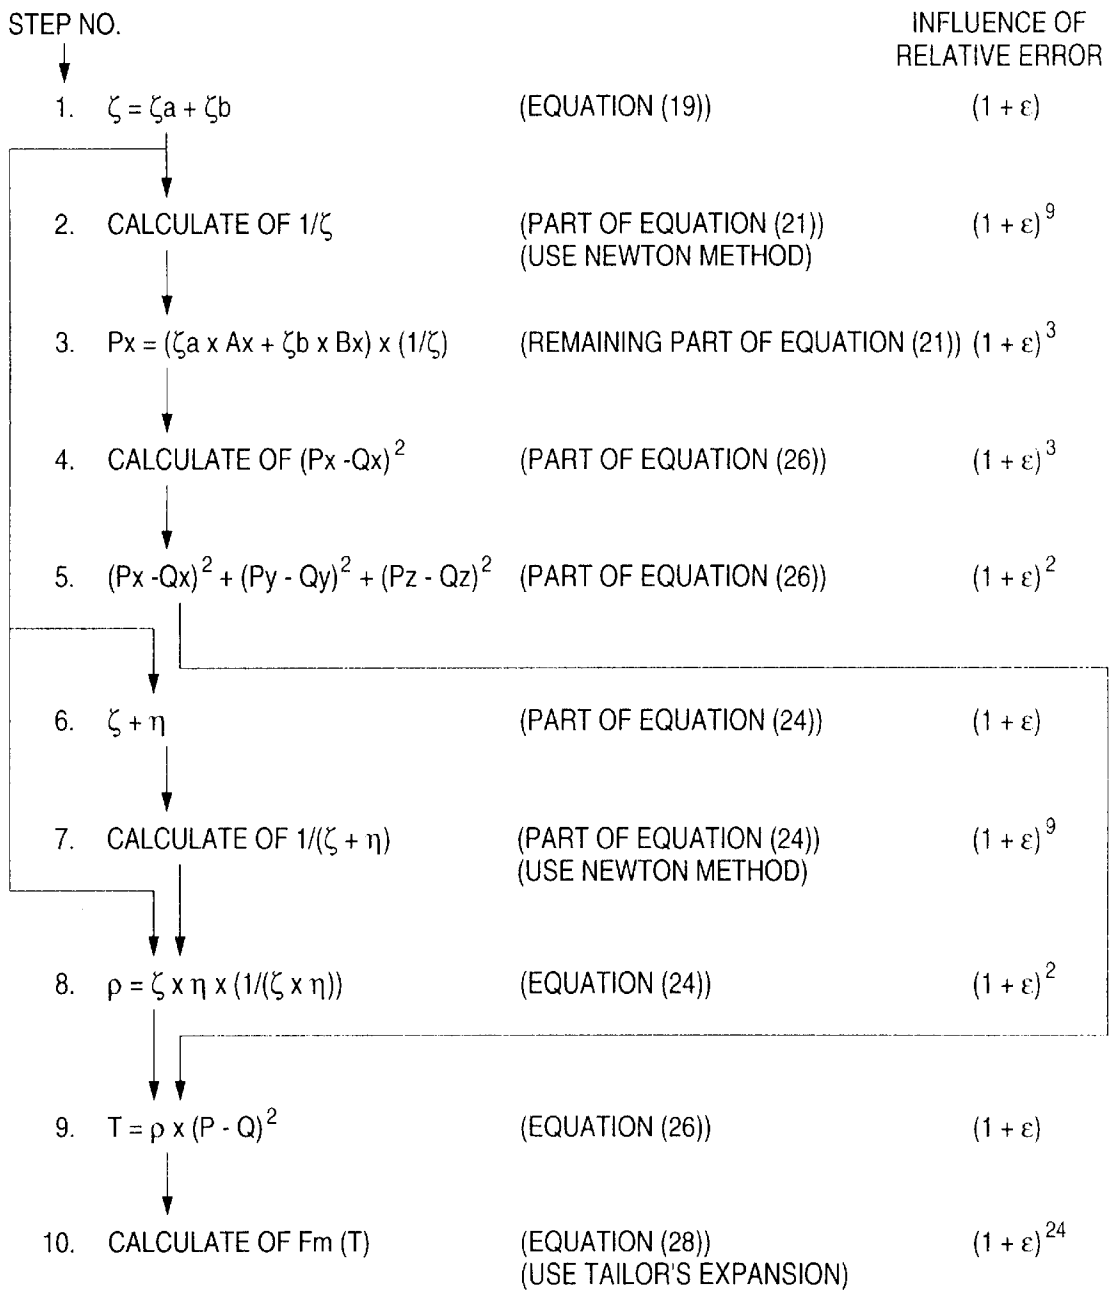 STEP NO.
INFLUENCE OF
RELATIVE ERROR
1. ζ = ζa + ζb (EQUATION (19)) (1 + ε)
2. CALCULATE OF 1/ζ (PART OF EQUATION (21)) (1 + ε)^9
(USE NEWTON METHOD)
3. Px = (ζa x Ax + ζb x Bx) x (1/ζ) (REMAINING PART OF EQUATION (21)) (1 + ε)^3
4. CALCULATE OF (Px -Qx)^2 (PART OF EQUATION (26)) (1 + ε)^3
5. (Px -Qx)^2 + (Py - Qy)^2 + (Pz - Qz)^2 (PART OF EQUATION (26)) (1 + ε)^2
6. ζ + η (PART OF EQUATION (24)) (1 + ε)
7. CALCULATE OF 1/(ζ + η) (PART OF EQUATION (24)) (1 + ε)^9
(USE NEWTON METHOD)
8. ρ = ζ x η x (1/(ζ x η)) (EQUATION (24)) (1 + ε)^2
9. T = ρ x (P - Q)^2 (EQUATION (26)) (1 + ε)
10. CALCULATE OF Fm (T) (EQUATION (28)) (1 + ε)^24
(USE TAILOR'S EXPANSION)